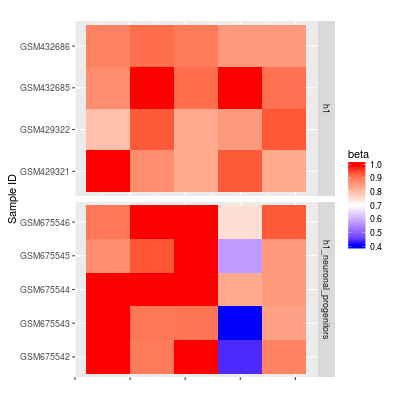 Sample ID
GSM432686
GSM432685
GSM429322
GSM429321
h1
GSM675546
GSM675545
GSM675544
GSM675543
GSM675542
h1_neuronal_progenitors
beta
1.0
0.9
0.8
0.7
0.6
0.5
0.4